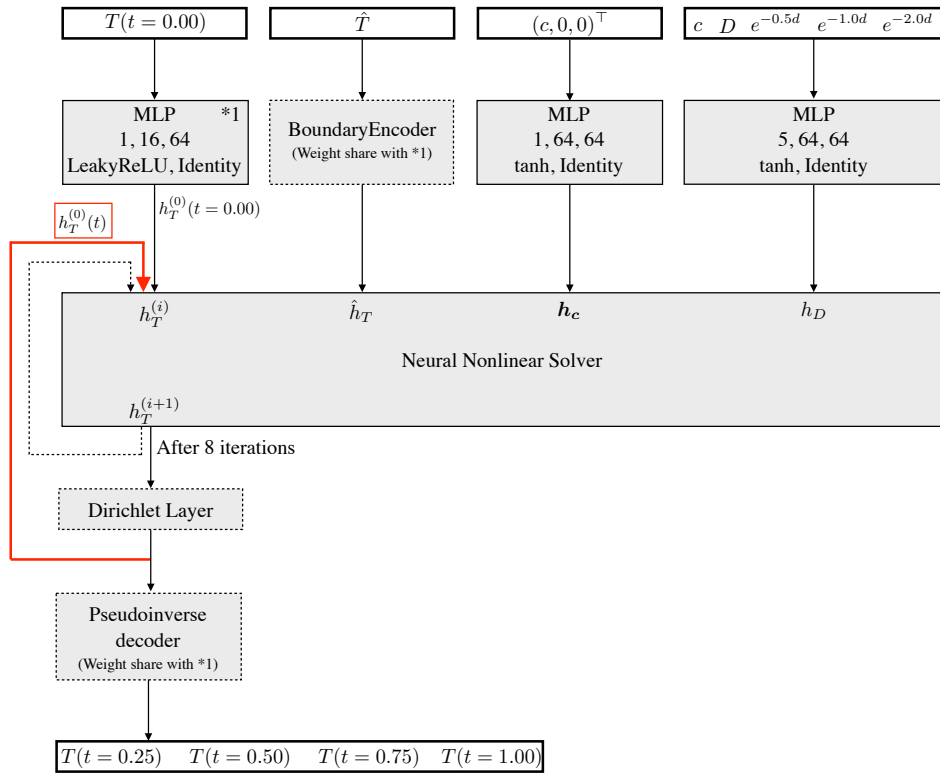 T(t = 0.00)
T̂
(c, 0, 0)^⊤
c D e^{−0.5d} e^{−1.0d} e^{−2.0d}
MLP *1
1, 16, 64
LeakyReLU, Identity
BoundaryEncoder
(Weight share with *1)
MLP
1, 64, 64
tanh, Identity
MLP
5, 64, 64
tanh, Identity
h_T^{(0)}(t = 0.00)
h_T^{(0)}(t)
h_T^{(i)}
ĥ_T
h_c
h_D
Neural Nonlinear Solver
h_T^{(i+1)}
After 8 iterations
Dirichlet Layer
Pseudoinverse
decoder
(Weight share with *1)
T(t = 0.25) T(t = 0.50) T(t = 0.75) T(t = 1.00)